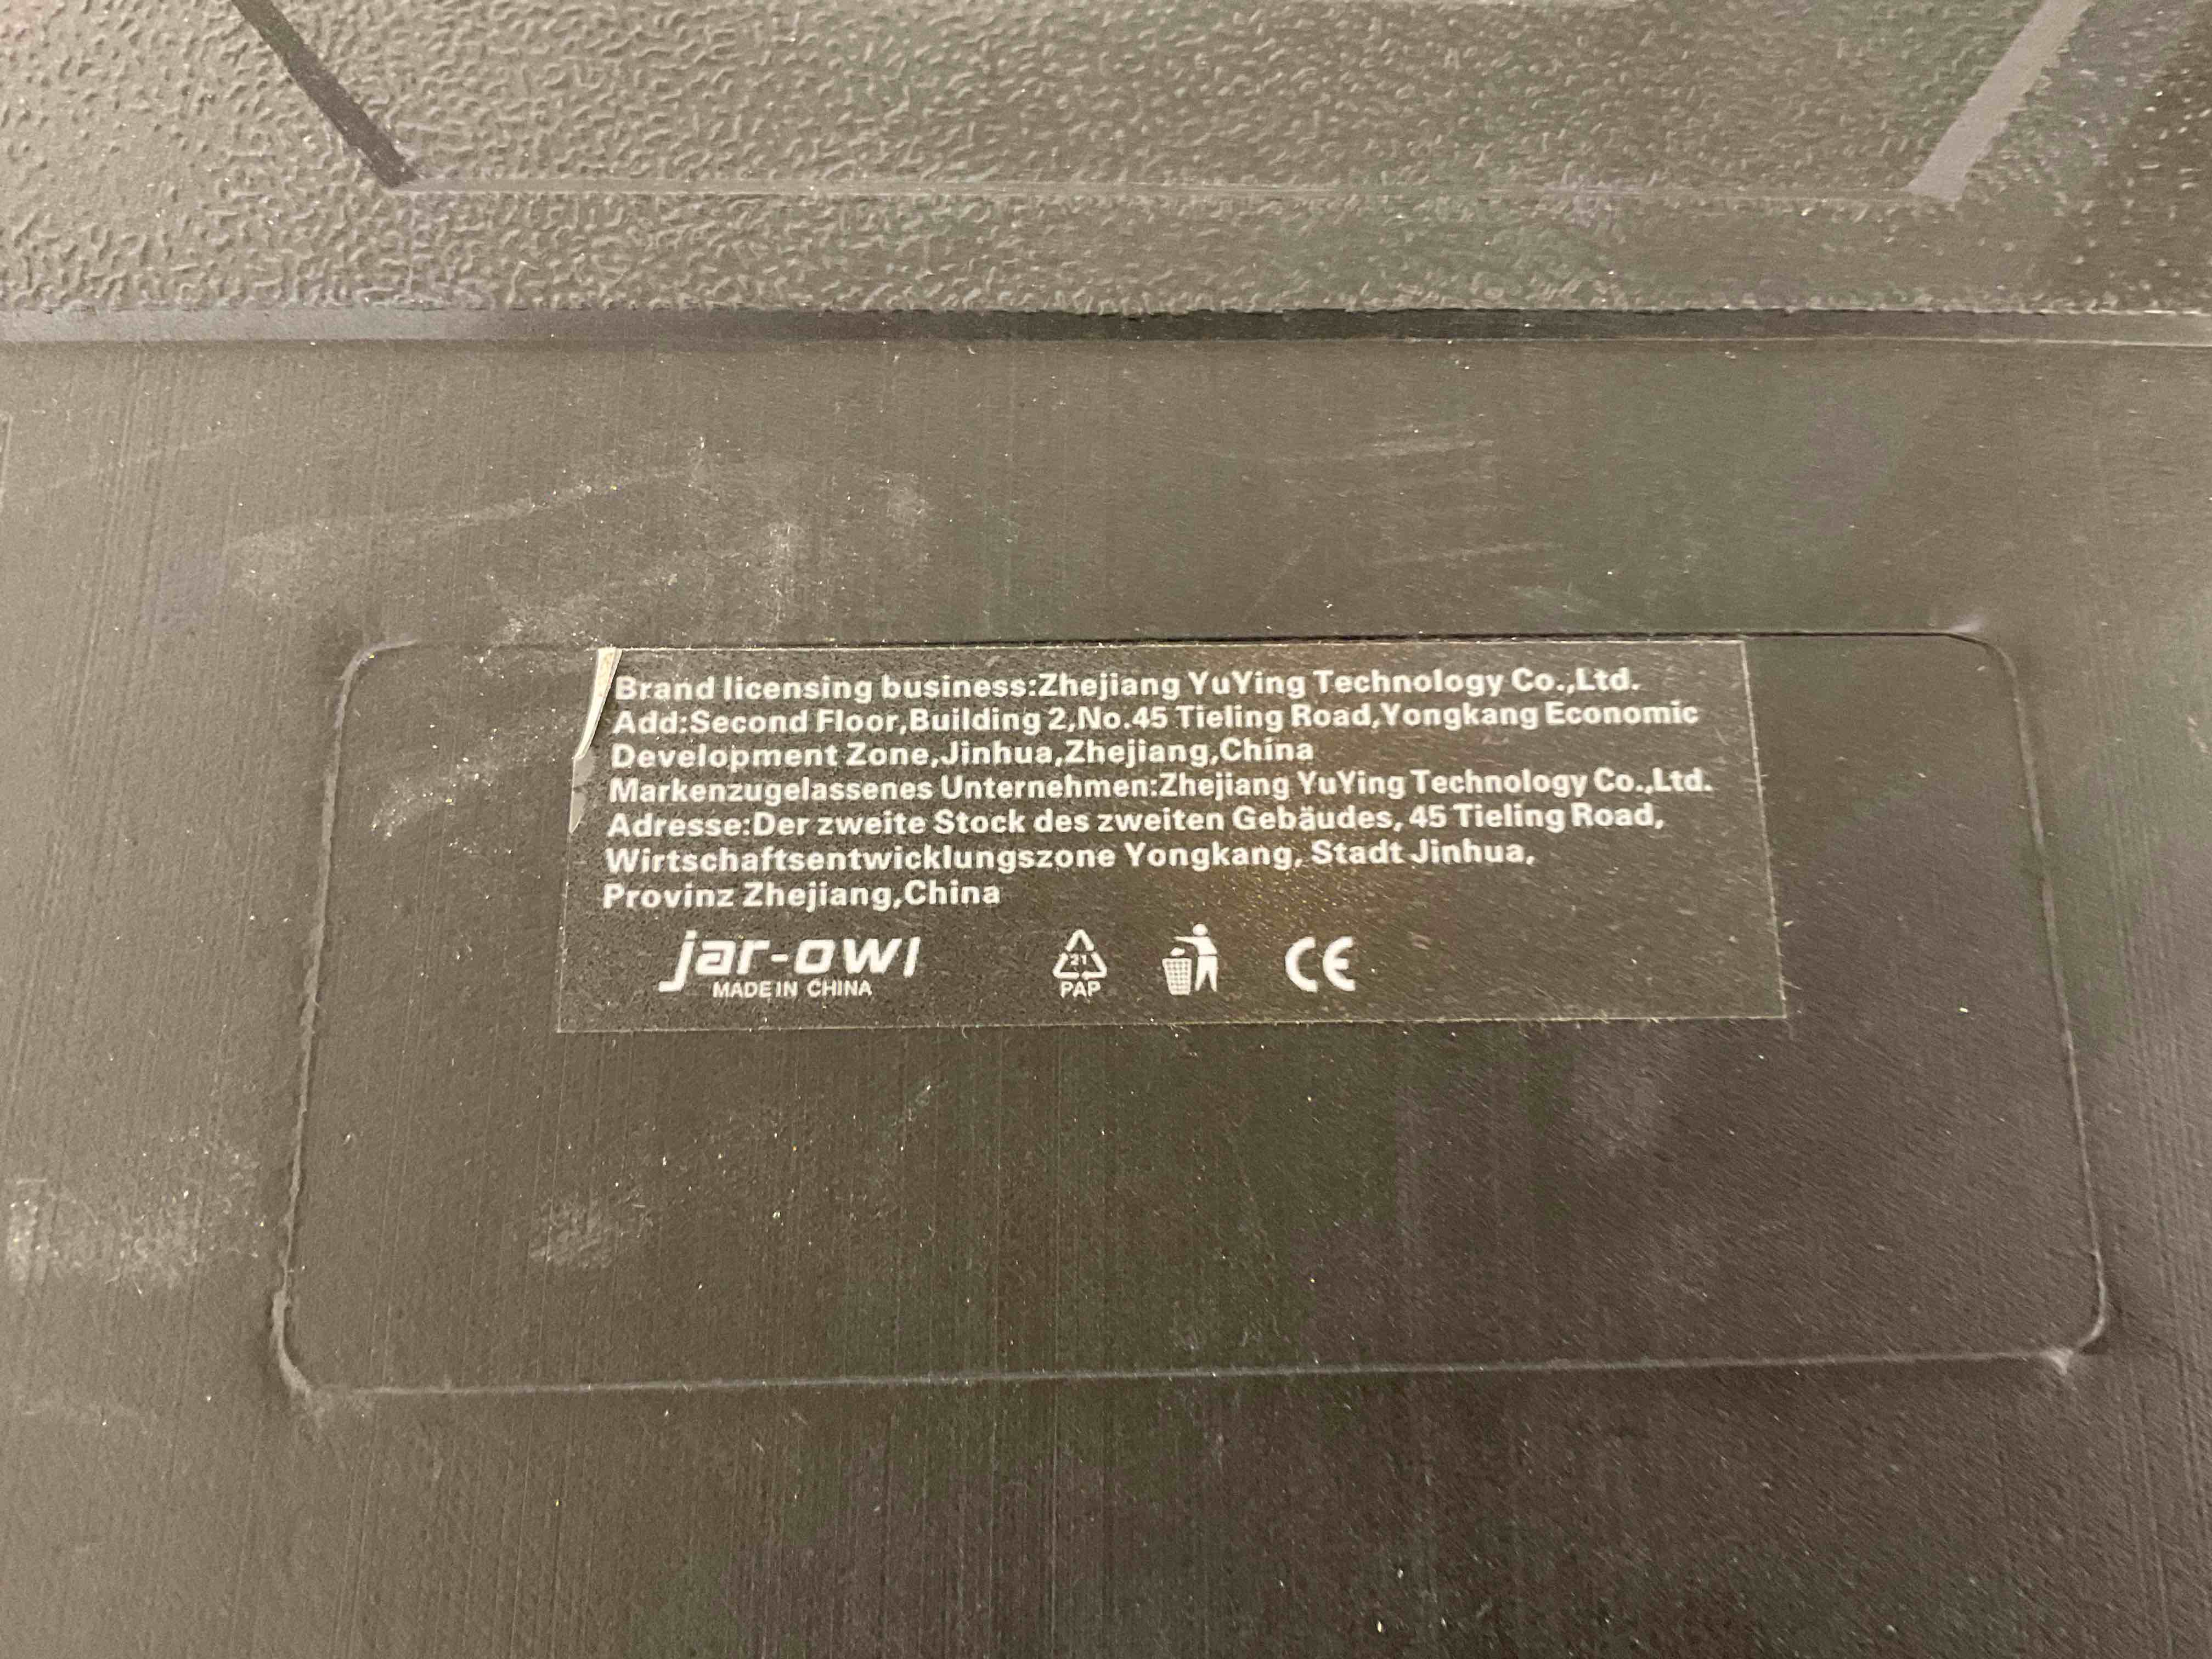 Brand licensing business:Zhejiang YuYing Technology Co.,Ltd.
Add:Second Floor,Building 2,No.45 Tieling Road,Yongkang Economic
Development Zone,Jinhua,Zhejiang,China
Markenzugelassenes Unternehmen:Zhejiang YuYing Technology Co.,Ltd.
Adresse:Der zweite Stock des zweiten Gebäudes, 45 Tieling Road,
Wirtschaftsentwicklungszone Yongkang, Stadt Jinhua,
Provinz Zhejiang,China
jar-owl
MADE IN CHINA
21
PAP
CE